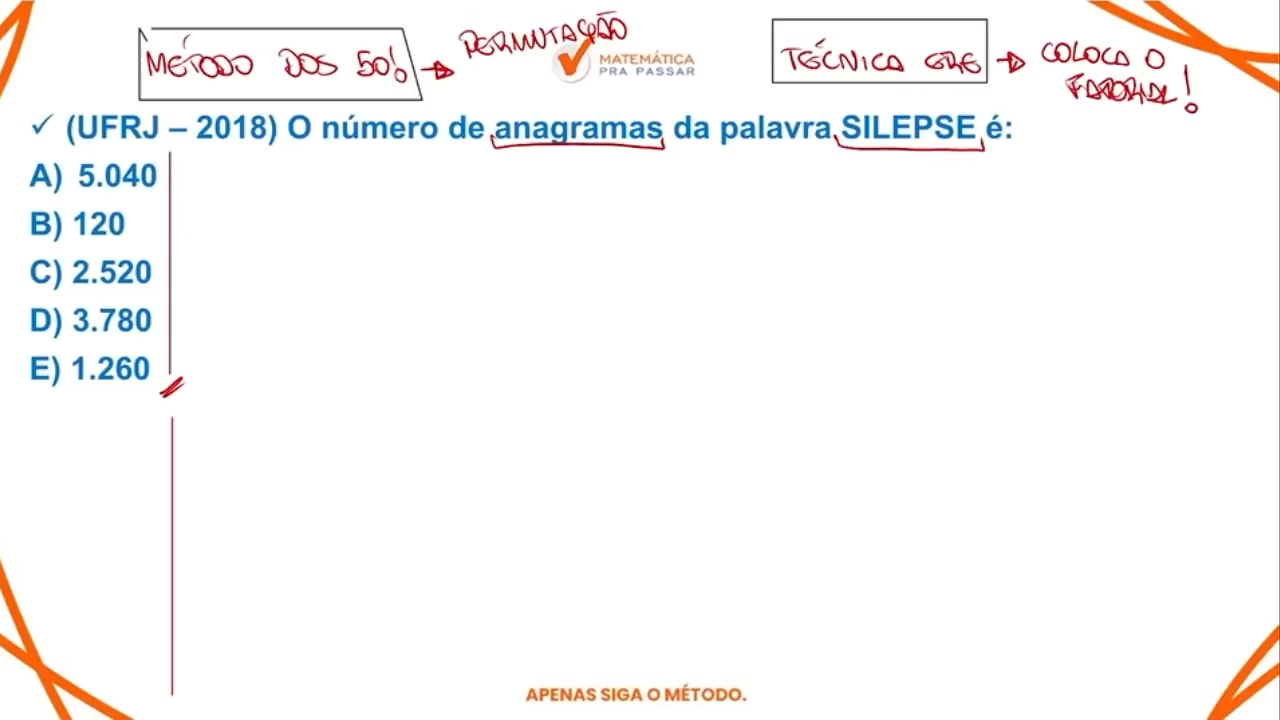 MÉTODO DOS 50! → PERMUTAÇÃO
MATEMÁTICA
PRA PASSAR
TÉCNICA → COLOCA O
FATORIAL!
✓ (UFRJ – 2018) O número de anagramas da palavra SILEPSE é:
A) 5.040
B) 120
C) 2.520
D) 3.780
E) 1.260
APENAS SIGA O MÉTODO.